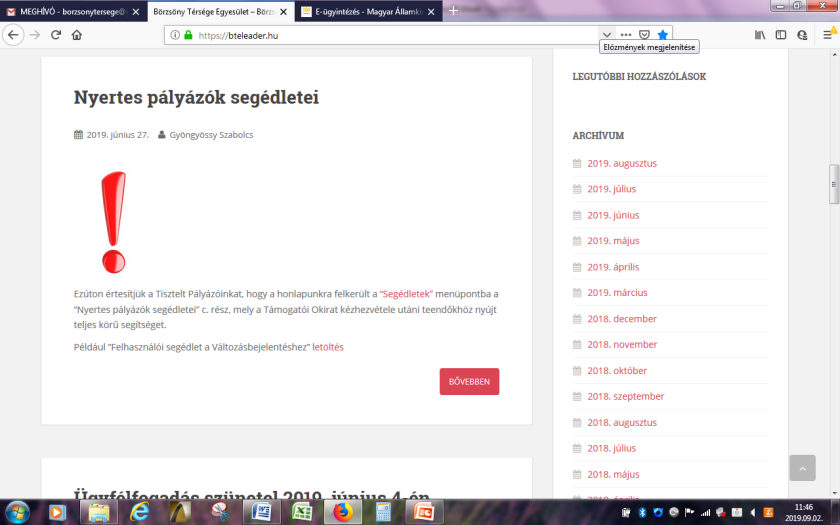 MEGHÍVÓ - borzsonytersege@
Börzsöny Térsége Egyesület – Börzs
E-ügyintézés - Magyar Államki
https://bteleader.hu
Előzmények megjelenítése
Nyertes pályázók segédletei
2019. június 27. Gyöngyössy Szabolcs
Ezúton értesítjük a Tisztelt Pályázóinkat, hogy a honlapunkra felkerült a "Segédletek" menüpontba a
"Nyertes pályázók segédletei" c. rész, mely a Támogatói Okirat kézhezvétele utáni teendőkhöz nyújt
teljes körű segítséget.
Például "Felhasználói segédlet a Változásbejelentéshez" letöltés
BŐVEBBEN
Ügyfélfogadás szünetel 2019. június 4-én
LEGUTÓBBI HOZZÁSZÓLÁSOK
ARCHÍVUM
2019. augusztus
2019. július
2019. június
2019. május
2019. április
2019. március
2018. december
2018. november
2018. október
2018. szeptember
2018. augusztus
2018. július
2018. május
2018. április
11:46
2019.09.02.